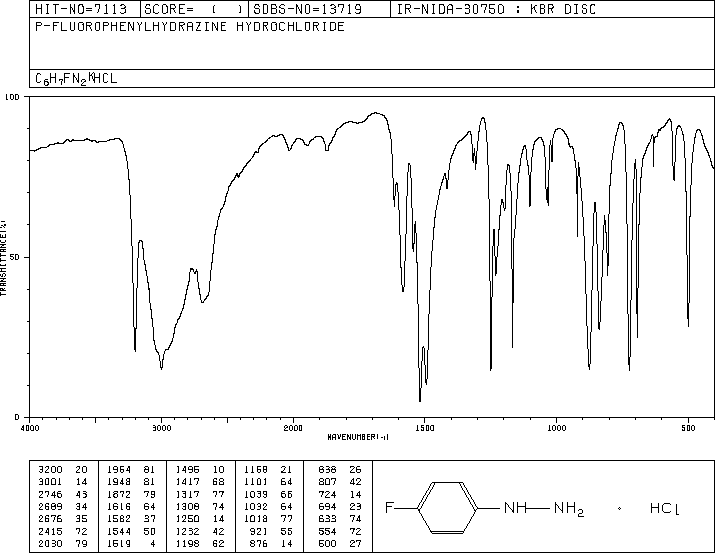 HIT-NO=7113 SCORE= ( ) SDBS-NO=13719 IR-NIDA-30750 : KBR DISC
P-FLUOROPHENYLHYDRAZINE HYDROCHLORIDE
C6H7FN2*HCL
100
50
0
TRANSMITTANCE(%)
4000 3000 2000 1500 1000 500
WAVENUMBER(-1)
3200 20 1964 81 1496 10 1168 21 838 26
3001 14 1948 81 1417 68 1101 64 807 42
2746 43 1872 79 1317 77 1039 66 724 14
2689 34 1616 64 1308 74 1032 64 694 23
2676 35 1582 37 1250 14 1018 77 633 74
2415 72 1544 50 1232 42 921 55 554 72
2030 79 1519 4 1198 62 876 14 500 27
F NH NH2 · HCl